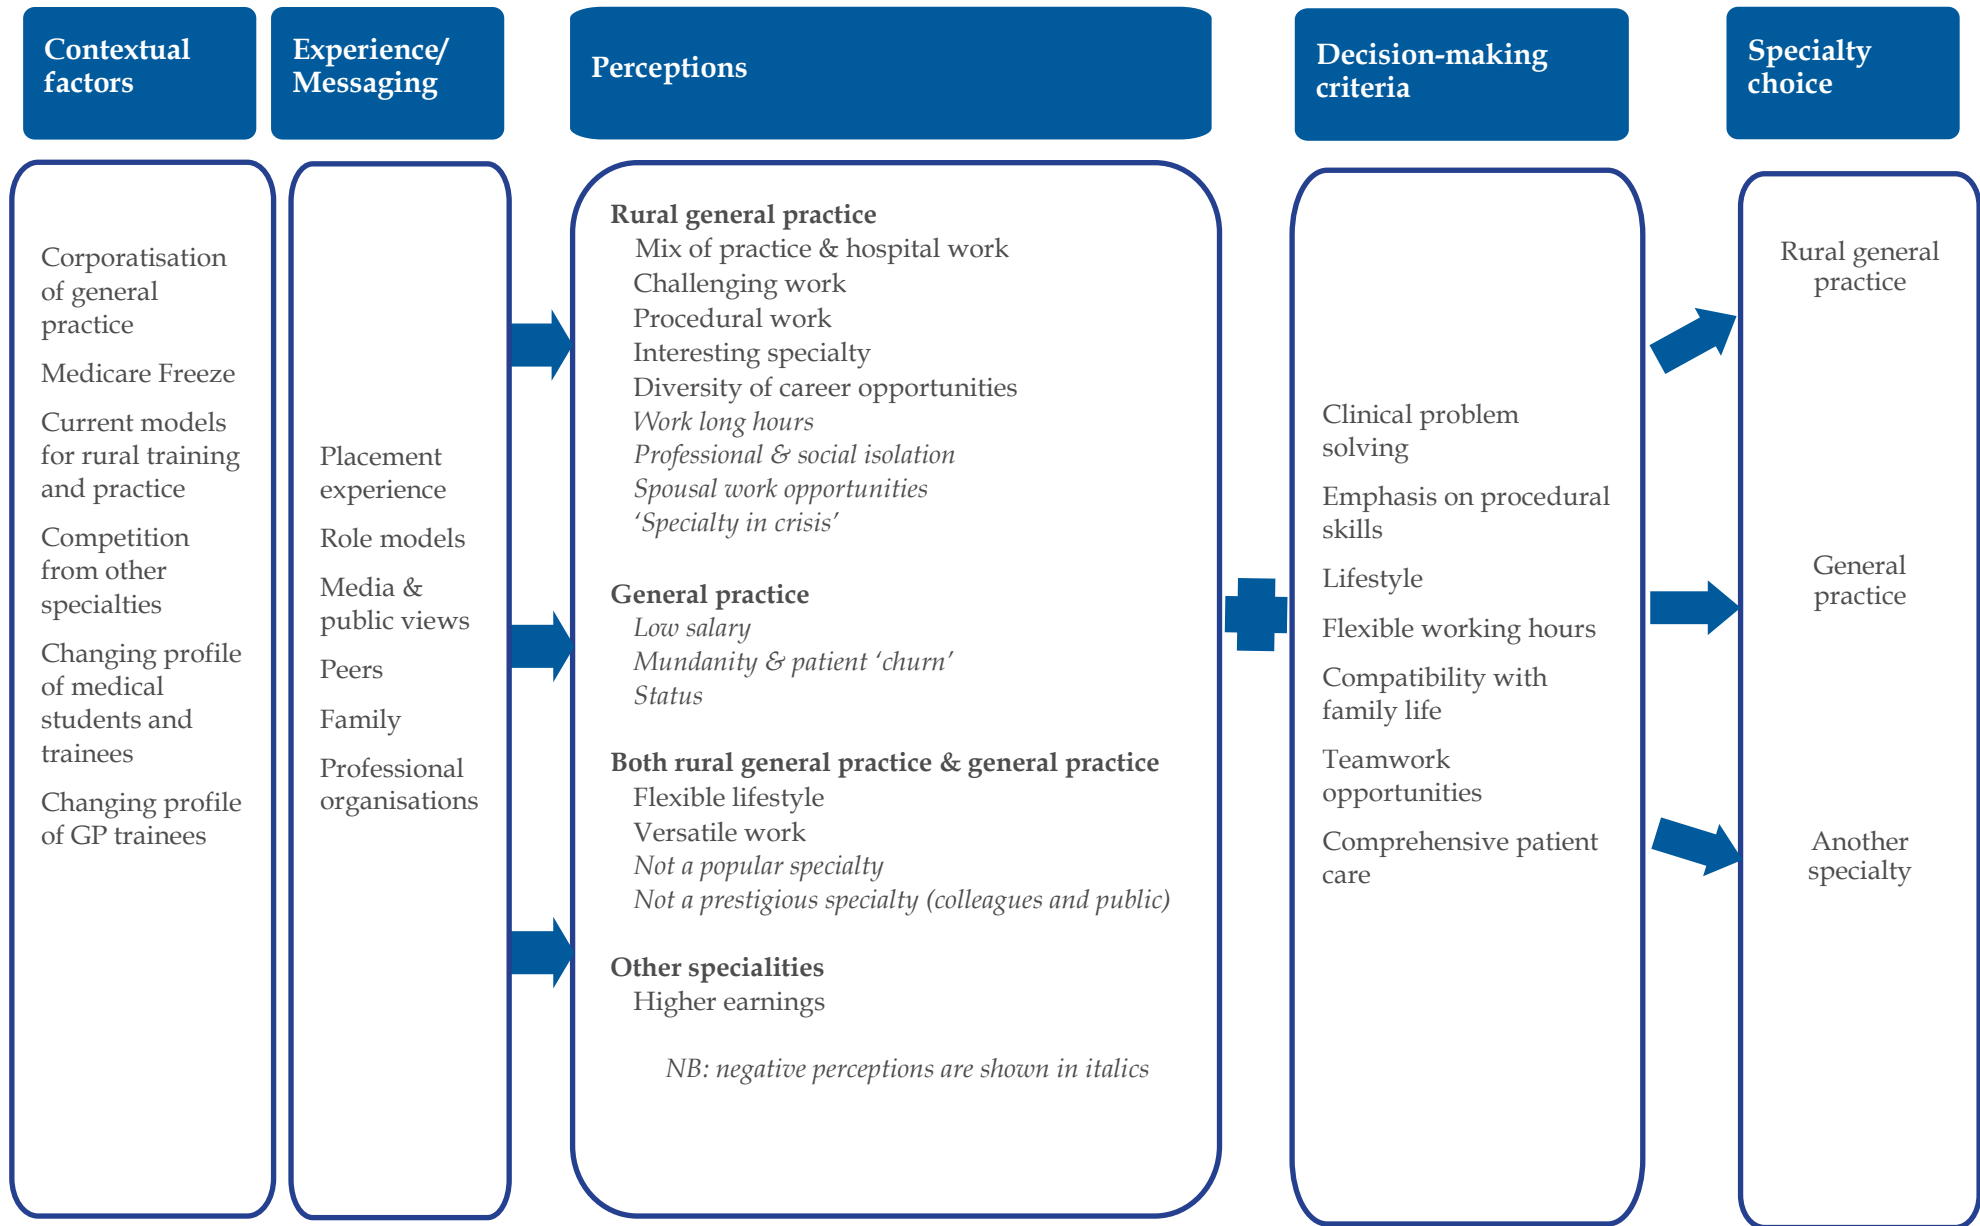 Contextual
factors
Experience/
Messaging
Perceptions
Decision-making
criteria
Specialty
choice
Corporatisation
of general
practice
Medicare Freeze
Current models
for rural training
and practice
Competition
from other
specialties
Changing profile
of medical
students and
trainees
Changing profile
of GP trainees
Placement
experience
Role models
Media &
public views
Peers
Family
Professional
organisations
Rural general practice
Mix of practice & hospital work
Challenging work
Procedural work
Interesting specialty
Diversity of career opportunities
Work long hours
Professional & social isolation
Spousal work opportunities
‘Specialty in crisis’
General practice
Low salary
Mundanity & patient ‘churn’
Status
Both rural general practice & general practice
Flexible lifestyle
Versatile work
Not a popular specialty
Not a prestigious specialty (colleagues and public)
Other specialities
Higher earnings
NB: negative perceptions are shown in italics
Clinical problem
solving
Emphasis on procedural
skills
Lifestyle
Flexible working hours
Compatibility with
family life
Teamwork
opportunities
Comprehensive patient
care
Rural general
practice
General
practice
Another
specialty